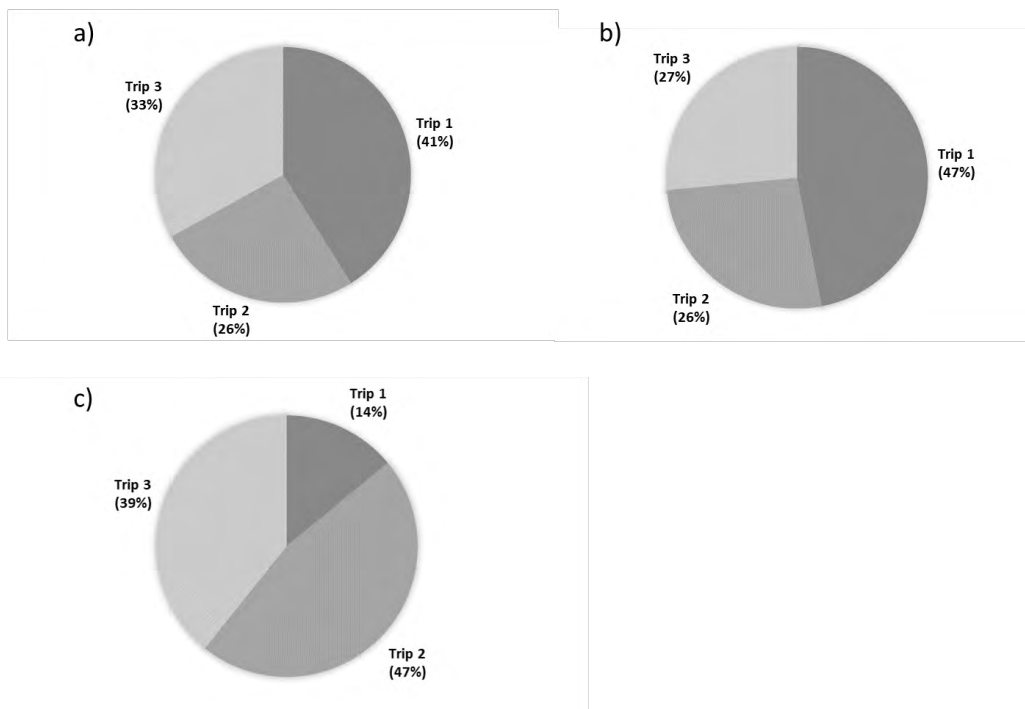 a)
Trip 3
(33%)
Trip 1
(41%)
Trip 2
(26%)
b)
Trip 3
(27%)
Trip 1
(47%)
Trip 2
(26%)
c)
Trip 1
(14%)
Trip 3
(39%)
Trip 2
(47%)